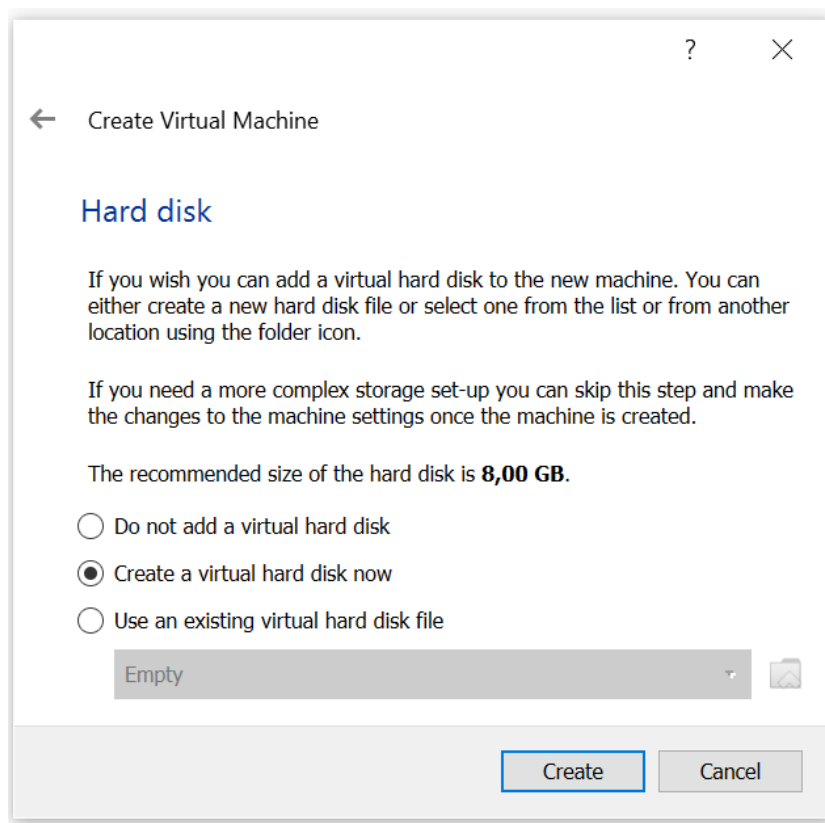 ?
Create Virtual Machine
Hard disk
If you wish you can add a virtual hard disk to the new machine. You can
either create a new hard disk file or select one from the list or from another
location using the folder icon.
If you need a more complex storage set-up you can skip this step and make
the changes to the machine settings once the machine is created.
The recommended size of the hard disk is 8,00 GB.
Do not add a virtual hard disk
Create a virtual hard disk now
Use an existing virtual hard disk file
Empty
Create Cancel